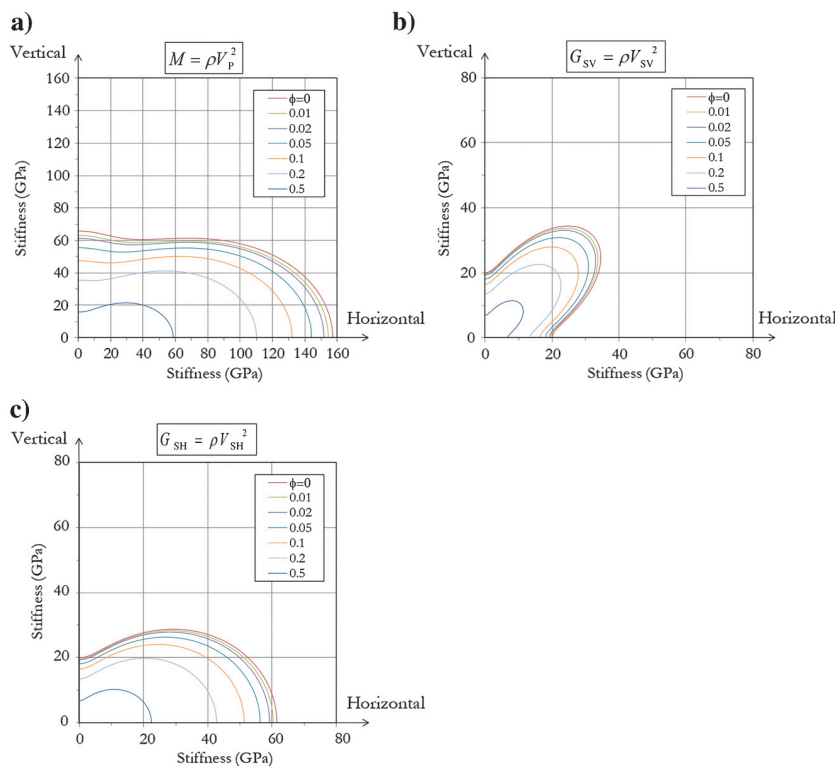 a)
Vertical
M = ρV_P^2
160
140
120
100
80
60
40
20
0
Stiffness (GPa)
ϕ=0
0.01
0.02
0.05
0.1
0.2
0.5
Horizontal
0 20 40 60 80 100 120 140 160
Stiffness (GPa)
b)
Vertical
G_SV = ρV_SV^2
80
60
40
20
0
Stiffness (GPa)
ϕ=0
0.01
0.02
0.05
0.1
0.2
0.5
Horizontal
0 20 40 60 80
Stiffness (GPa)
c)
Vertical
G_SH = ρV_SH^2
80
60
40
20
0
Stiffness (GPa)
ϕ=0
0.01
0.02
0.05
0.1
0.2
0.5
Horizontal
0 20 40 60 80
Stiffness (GPa)